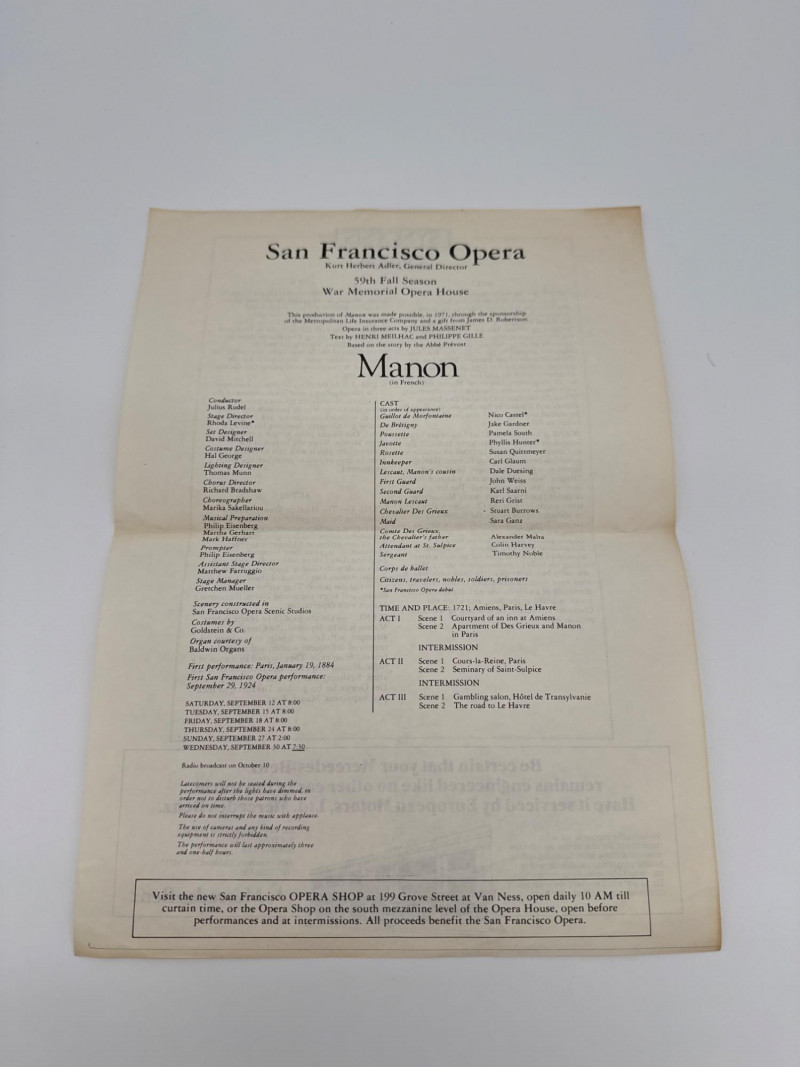 San Francisco Opera
Kurt Herbert Adler, General Director
59th Fall Season
War Memorial Opera House
This production of Manon was made possible, in 1971, through the sponsorship
of the Metropolitan Life Insurance Company and a gift from James D. Robertson.
Opera in three acts by JULES MASSENET
Text by HENRI MEILHAC and PHILIPPE GILLE
Based on the story by the Abbé Prévost
Manon
(in French)
Conductor
Julius Rudel
Stage Director
Rhoda Levine*
Set Designer
David Mitchell
Costume Designer
Hal George
Lighting Designer
Thomas Munn
Chorus Director
Richard Bradshaw
Choreographer
Marika Sakellariou
Musical Preparation
Philip Eisenberg
Martha Gerhart
Mark Haffner
Prompter
Philip Eisenberg
Assistant Stage Director
Matthew Farruggio
Stage Manager
Gretchen Mueller
Scenery constructed in
San Francisco Opera Scenic Studios
Costumes by
Goldstein & Co.
Organ courtesy of
Baldwin Organs
First performance: Paris, January 19, 1884
First San Francisco Opera performance:
September 29, 1924
SATURDAY, SEPTEMBER 12 AT 8:00
TUESDAY, SEPTEMBER 15 AT 8:00
FRIDAY, SEPTEMBER 18 AT 8:00
THURSDAY, SEPTEMBER 24 AT 8:00
SUNDAY, SEPTEMBER 27 AT 2:00
WEDNESDAY, SEPTEMBER 30 AT 7:30
Radio broadcast on October 10
Latecomers will not be seated during the
performance after the lights have dimmed, in
order not to disturb those patrons who have
arrived on time.
Please do not interrupt the music with applause.
The use of cameras and any kind of recording
equipment is strictly forbidden.
The performance will last approximately three
and one-half hours.
CAST
(in order of appearance)
Guillot de Morfontaine Nico Castel*
De Brétigny Jake Gardner
Poussette Pamela South
Javotte Phyllis Hunter*
Rosette Susan Quittmeyer
Innkeeper Carl Glaum
Lescaut, Manon's cousin Dale Duesing
First Guard John Weiss
Second Guard Karl Saarni
Manon Lescaut Reri Grist
Chevalier Des Grieux Stuart Burrows
Maid Sara Ganz
Comte Des Grieux,
the Chevalier's father Alexander Malta
Attendant at St. Sulpice Colin Harvey
Sergeant Timothy Noble
Corps de ballet
Citizens, travelers, nobles, soldiers, prisoners
*San Francisco Opera debut
TIME AND PLACE: 1721; Amiens, Paris, Le Havre
ACT I Scene 1 Courtyard of an inn at Amiens
Scene 2 Apartment of Des Grieux and Manon
in Paris
INTERMISSION
ACT II Scene 1 Cours-la-Reine, Paris
Scene 2 Seminary of Saint-Sulpice
INTERMISSION
ACT III Scene 1 Gambling salon, Hôtel de Transylvanie
Scene 2 The road to Le Havre
Visit the new San Francisco OPERA SHOP at 199 Grove Street at Van Ness, open daily 10 AM till
curtain time, or the Opera Shop on the south mezzanine level of the Opera House, open before
performances and at intermissions. All proceeds benefit the San Francisco Opera.